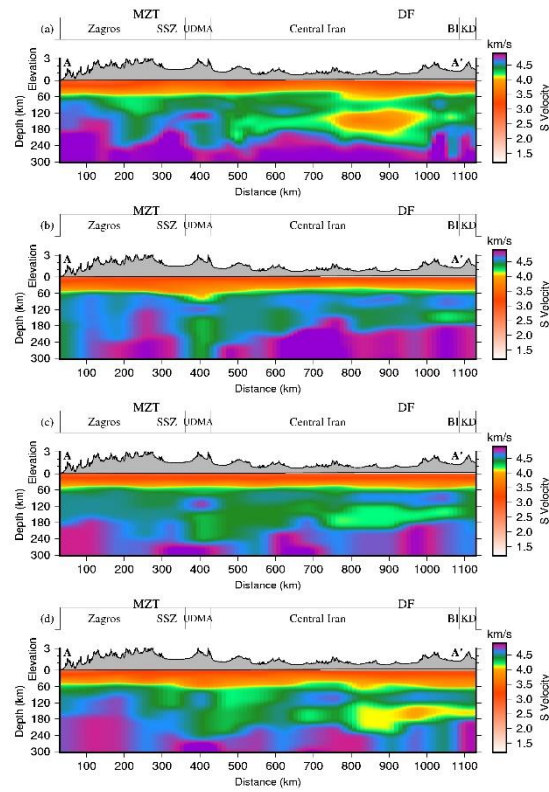 MZT DF
(a) Zagros SSZ UDMA Central Iran BI KD
Elevation 3 0 A A' km/s
Depth (km) 60 120 180 240 300
4.5 4.0 3.5 3.0 2.5 2.0 1.5 S Velocity
100 200 300 400 500 600 700 800 900 1000 1100
Distance (km)
MZT DF
(b) Zagros SSZ UDMA Central Iran BI KD
Elevation 3 0 A A' km/s
Depth (km) 60 120 180 240 300
4.5 4.0 3.5 3.0 2.5 2.0 1.5 S Velocity
100 200 300 400 500 600 700 800 900 1000 1100
Distance (km)
MZT DF
(c) Zagros SSZ UDMA Central Iran BI KD
Elevation 3 0 A A' km/s
Depth (km) 60 120 180 240 300
4.5 4.0 3.5 3.0 2.5 2.0 1.5 S Velocity
100 200 300 400 500 600 700 800 900 1000 1100
Distance (km)
MZT DF
(d) Zagros SSZ UDMA Central Iran BI KD
Elevation 3 0 A A' km/s
Depth (km) 60 120 180 240 300
4.5 4.0 3.5 3.0 2.5 2.0 1.5 S Velocity
100 200 300 400 500 600 700 800 900 1000 1100
Distance (km)